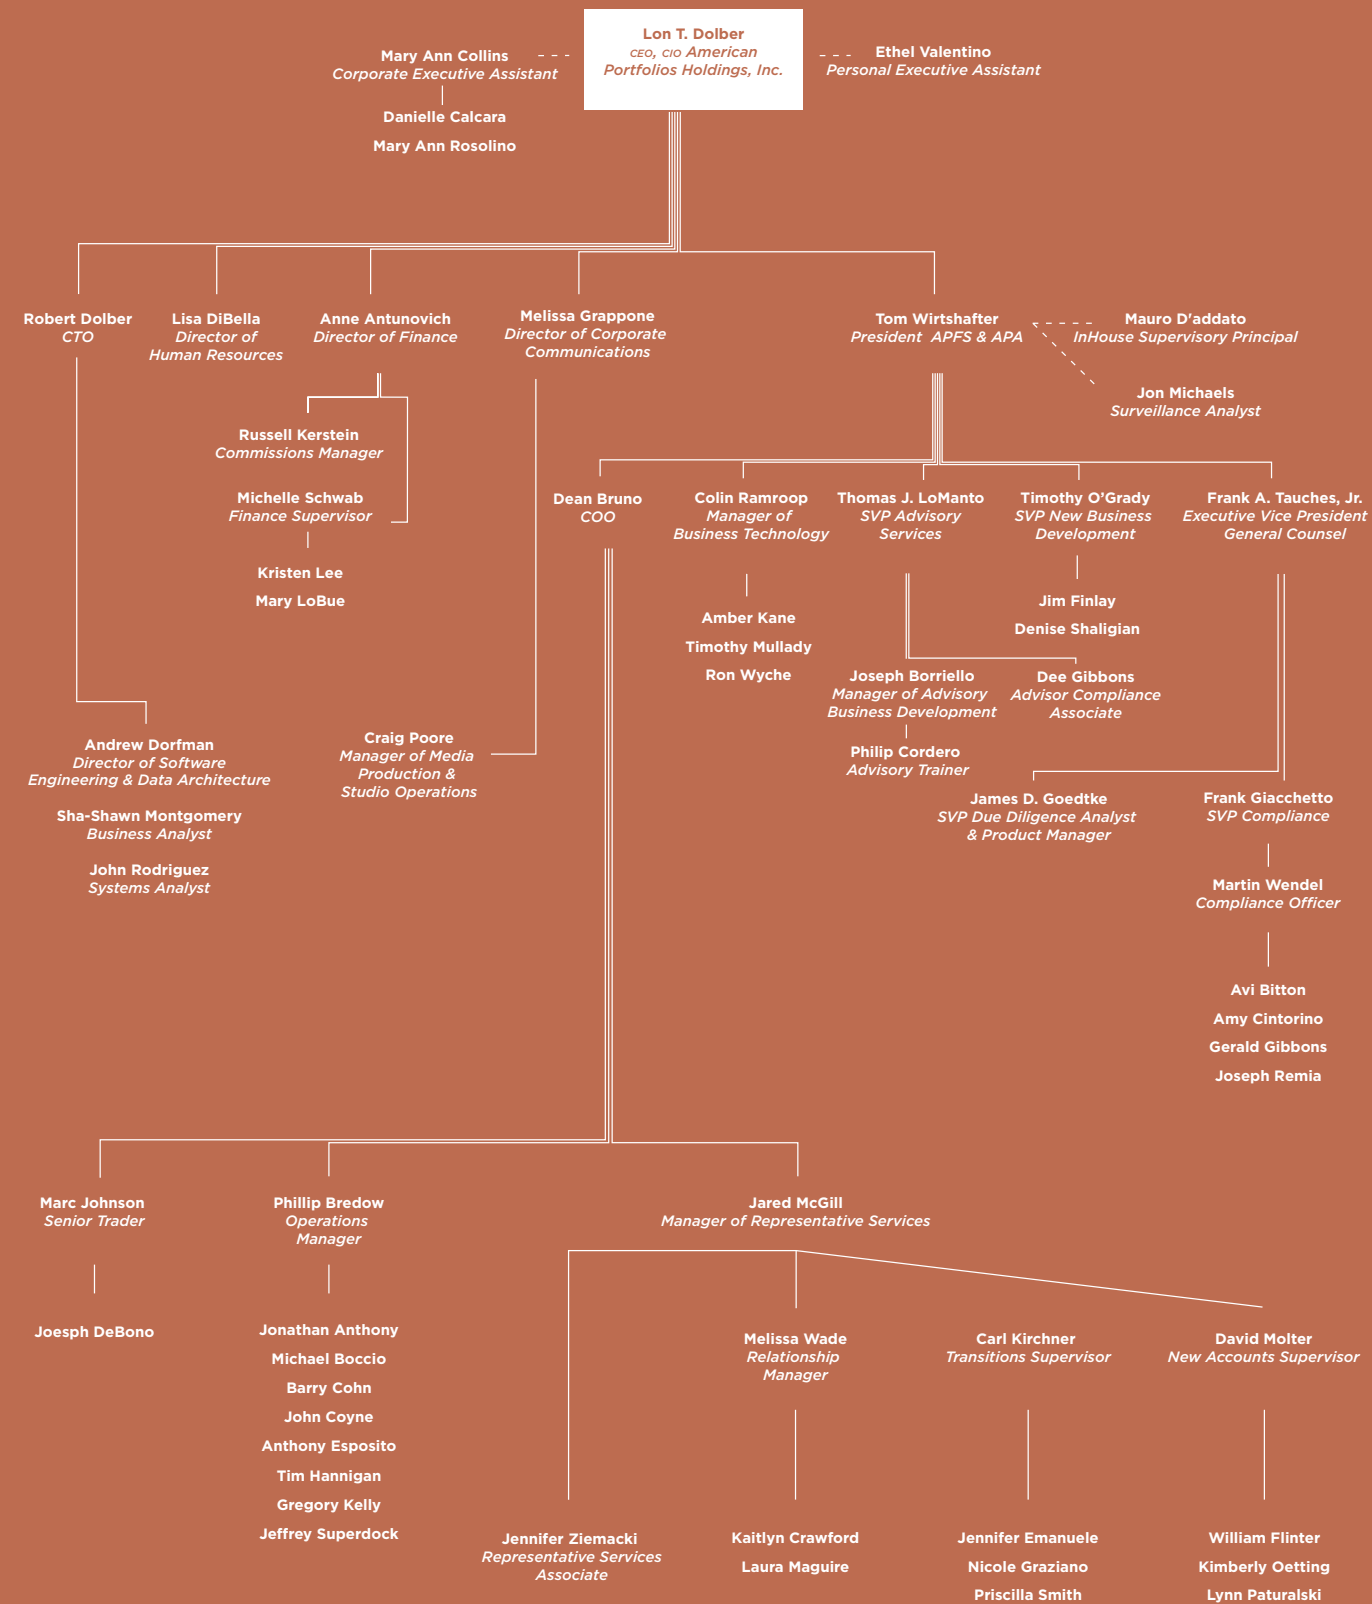 Lon T. Dolber
CEO, CIO American
Portfolios Holdings, Inc.
Mary Ann Collins
Corporate Executive Assistant
Ethel Valentino
Personal Executive Assistant
Danielle Calcara
Mary Ann Rosolino
Robert Dolber
CTO
Lisa DiBella
Director of
Human Resources
Anne Antunovich
Director of Finance
Melissa Grappone
Director of Corporate
Communications
Tom Wirtshafter
President APFS & APA
Mauro D'addato
InHouse Supervisory Principal
Jon Michaels
Surveillance Analyst
Russell Kerstein
Commissions Manager
Michelle Schwab
Finance Supervisor
Kristen Lee
Mary LoBue
Dean Bruno
COO
Colin Ramroop
Manager of
Business Technology
Thomas J. LoManto
SVP Advisory
Services
Timothy O’Grady
SVP New Business
Development
Frank A. Tauches, Jr.
Executive Vice President
General Counsel
Amber Kane
Timothy Mullady
Ron Wyche
Jim Finlay
Denise Shaligian
Joseph Borriello
Manager of Advisory
Business Development
Dee Gibbons
Advisor Compliance
Associate
Philip Cordero
Advisory Trainer
Andrew Dorfman
Director of Software
Engineering & Data Architecture
Sha-Shawn Montgomery
Business Analyst
John Rodriguez
Systems Analyst
Craig Poore
Manager of Media
Production &
Studio Operations
James D. Goedtke
SVP Due Diligence Analyst
& Product Manager
Frank Giacchetto
SVP Compliance
Martin Wendel
Compliance Officer
Avi Bitton
Amy Cintorino
Gerald Gibbons
Joseph Remia
Marc Johnson
Senior Trader
Joesph DeBono
Phillip Bredow
Operations
Manager
Jonathan Anthony
Michael Boccio
Barry Cohn
John Coyne
Anthony Esposito
Tim Hannigan
Gregory Kelly
Jeffrey Superdock
Jared McGill
Manager of Representative Services
Melissa Wade
Relationship
Manager
Carl Kirchner
Transitions Supervisor
David Molter
New Accounts Supervisor
Jennifer Ziemacki
Representative Services
Associate
Kaitlyn Crawford
Laura Maguire
Jennifer Emanuele
Nicole Graziano
Priscilla Smith
William Flinter
Kimberly Oetting
Lynn Paturalski